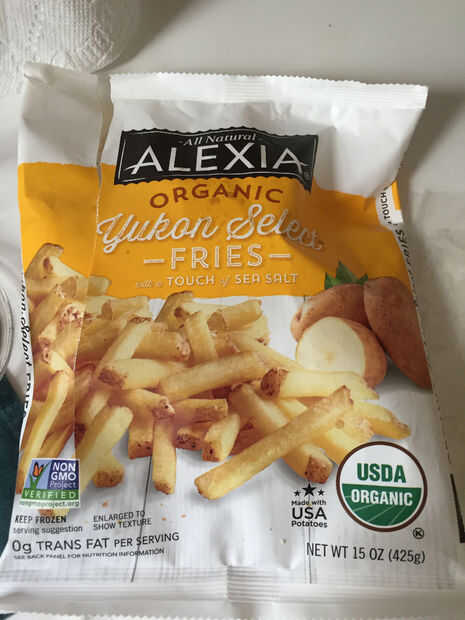 All Natural
ALEXIA®
ORGANIC
Yukon Select
FRIES
with a TOUCH of SEA SALT
NON
GMO
Project
VERIFIED
nongmoproject.org
KEEP FROZEN
serving suggestion
ENLARGED TO
SHOW TEXTURE
0g TRANS FAT PER SERVING
SEE BACK PANEL FOR NUTRITION INFORMATION
Made with
USA
Potatoes
USDA
ORGANIC
NET WT 15 OZ (425g)
K
TOUCH